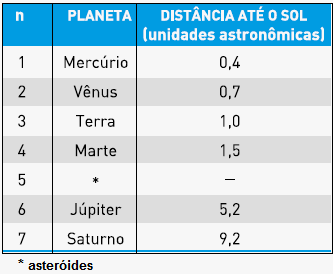 n PLANETA DISTÂNCIA ATÉ O SOL
(unidades astronômicas)
1 Mercúrio 0,4
2 Vênus 0,7
3 Terra 1,0
4 Marte 1,5
5 * —
6 Júpiter 5,2
7 Saturno 9,2
* asteróides